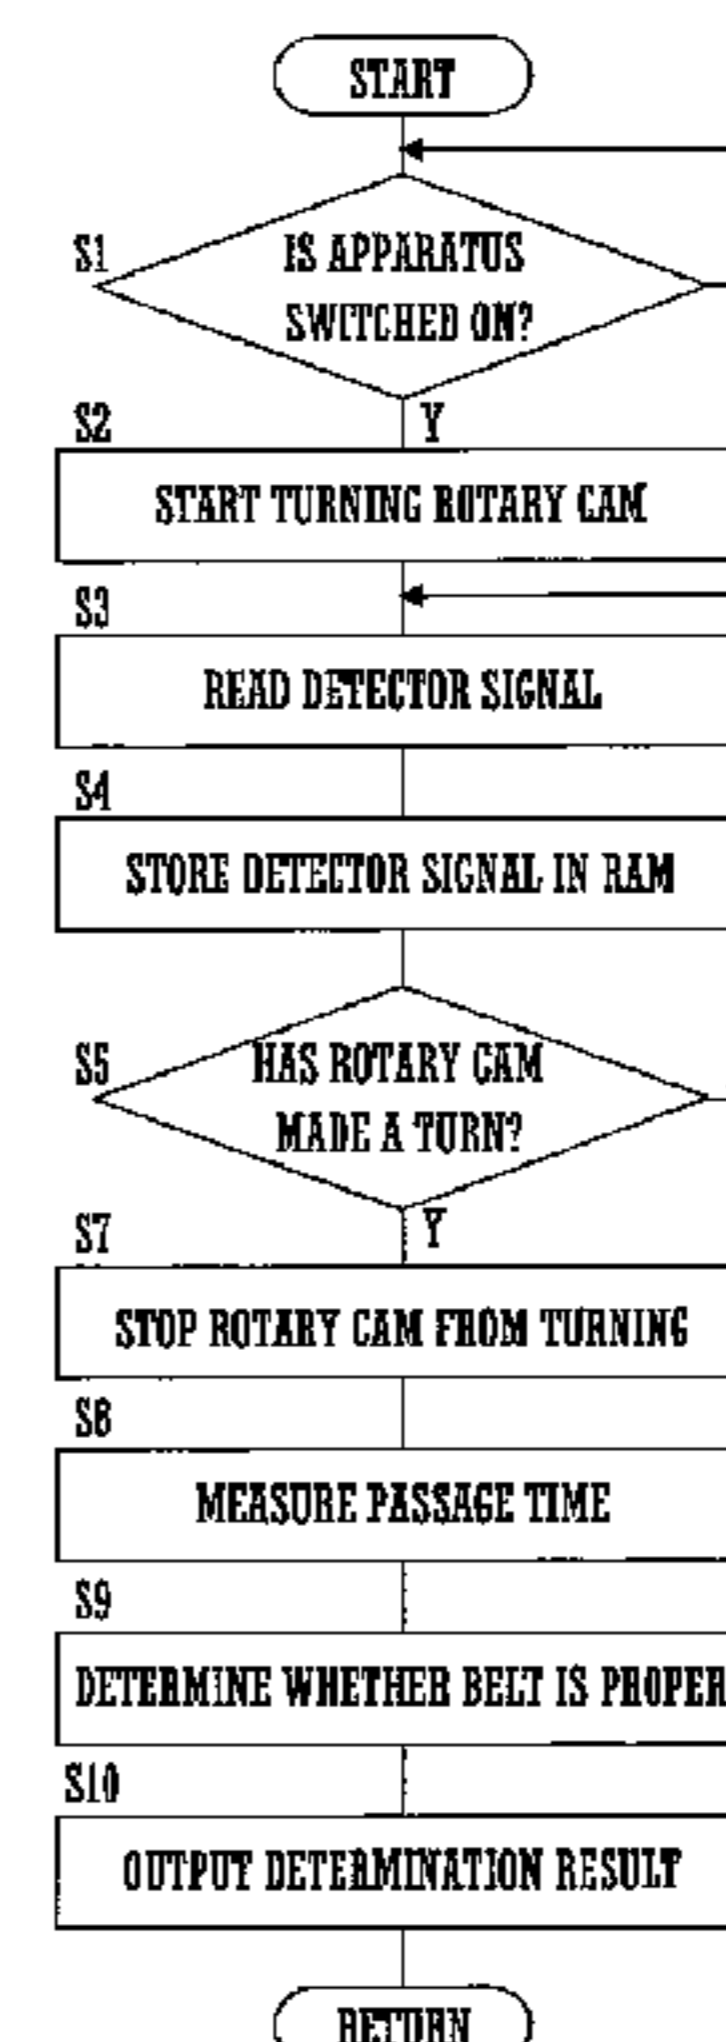 START
S1
IS APPARATUS
SWITCHED ON?
Y
S2
START TURNING ROTARY CAM
S3
READ DETECTOR SIGNAL
S4
STORE DETECTOR SIGNAL IN RAM
S5
HAS ROTARY CAM
MADE A TURN?
Y
S7
STOP ROTARY CAM FROM TURNING
S8
MEASURE PASSAGE TIME
S9
DETERMINE WHETHER BELT IS PROPER
S10
OUTPUT DETERMINATION RESULT
RETURN